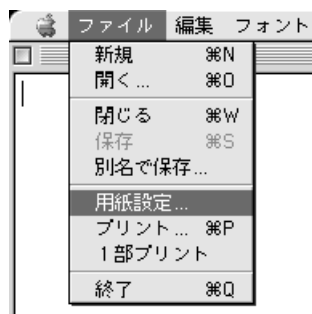 ファイル 編集 フォント
新規 ⌘N
開く... ⌘O
閉じる ⌘W
保存 ⌘S
別名で保存...
用紙設定...
プリント... ⌘P
1部プリント
終了 ⌘Q